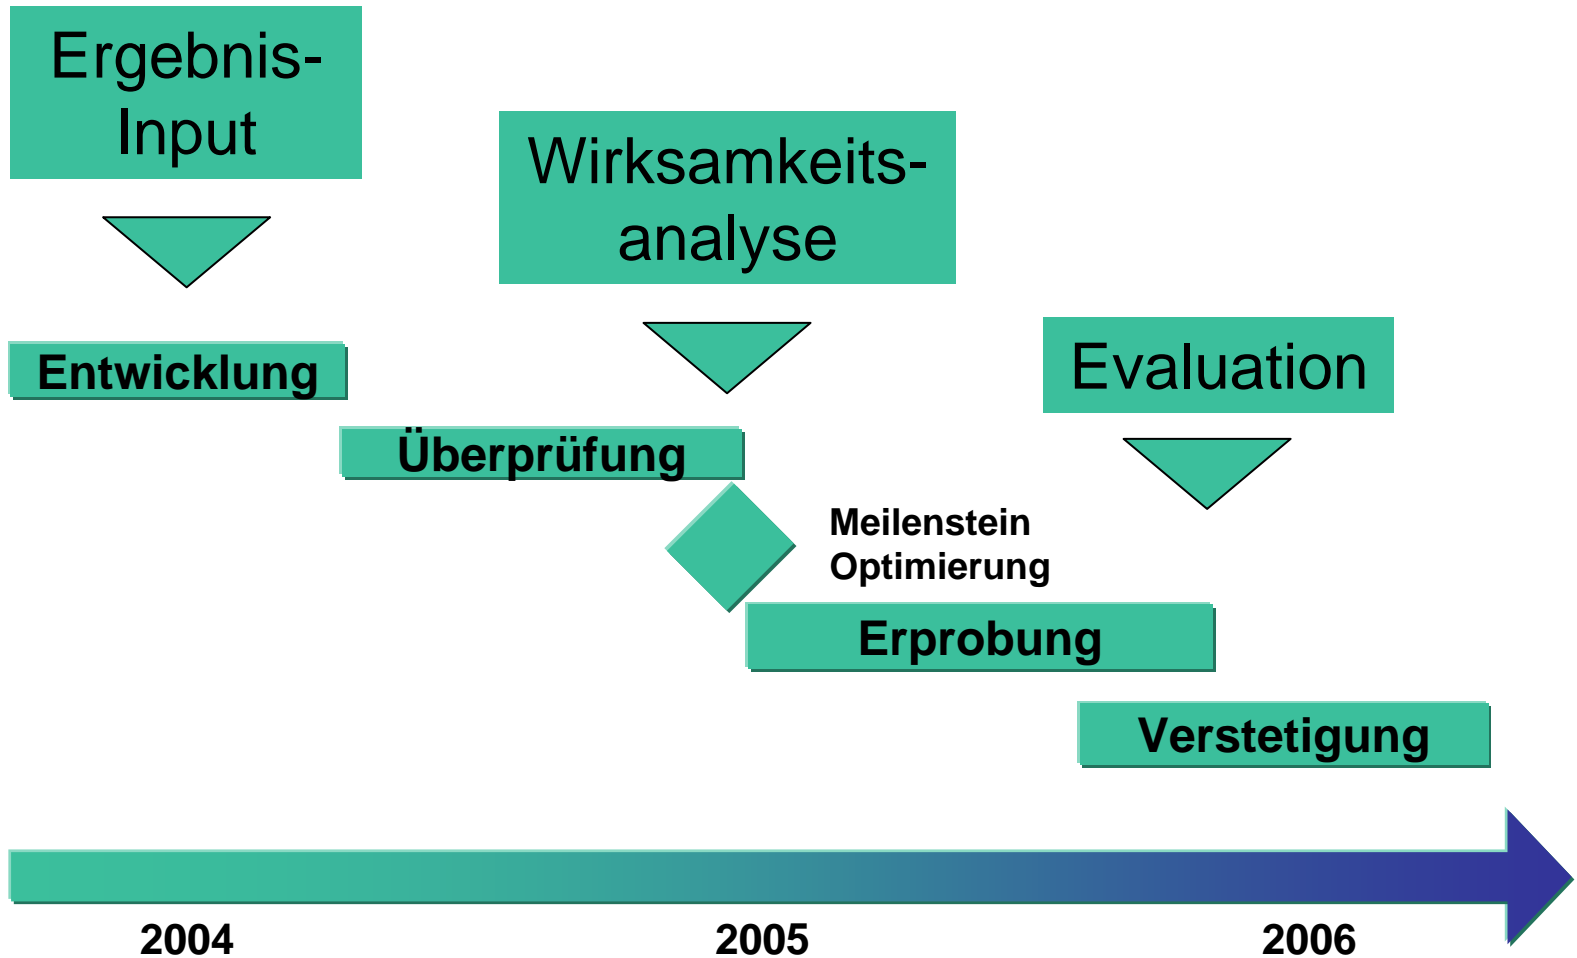 Ergebnis-
Input
Wirksamkeits-
analyse
Entwicklung
Evaluation
Überprüfung
Meilenstein
Optimierung
Erprobung
Verstetigung
2004
2005
2006